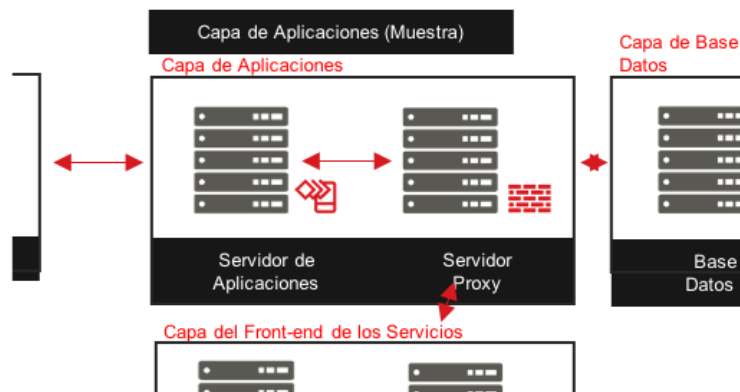 Capa de Aplicaciones (Muestra)
Capa de Aplicaciones
Capa de Base
Datos
Servidor de
Aplicaciones
Servidor
Proxy
Base
Datos
Capa del Front-end de los Servicios